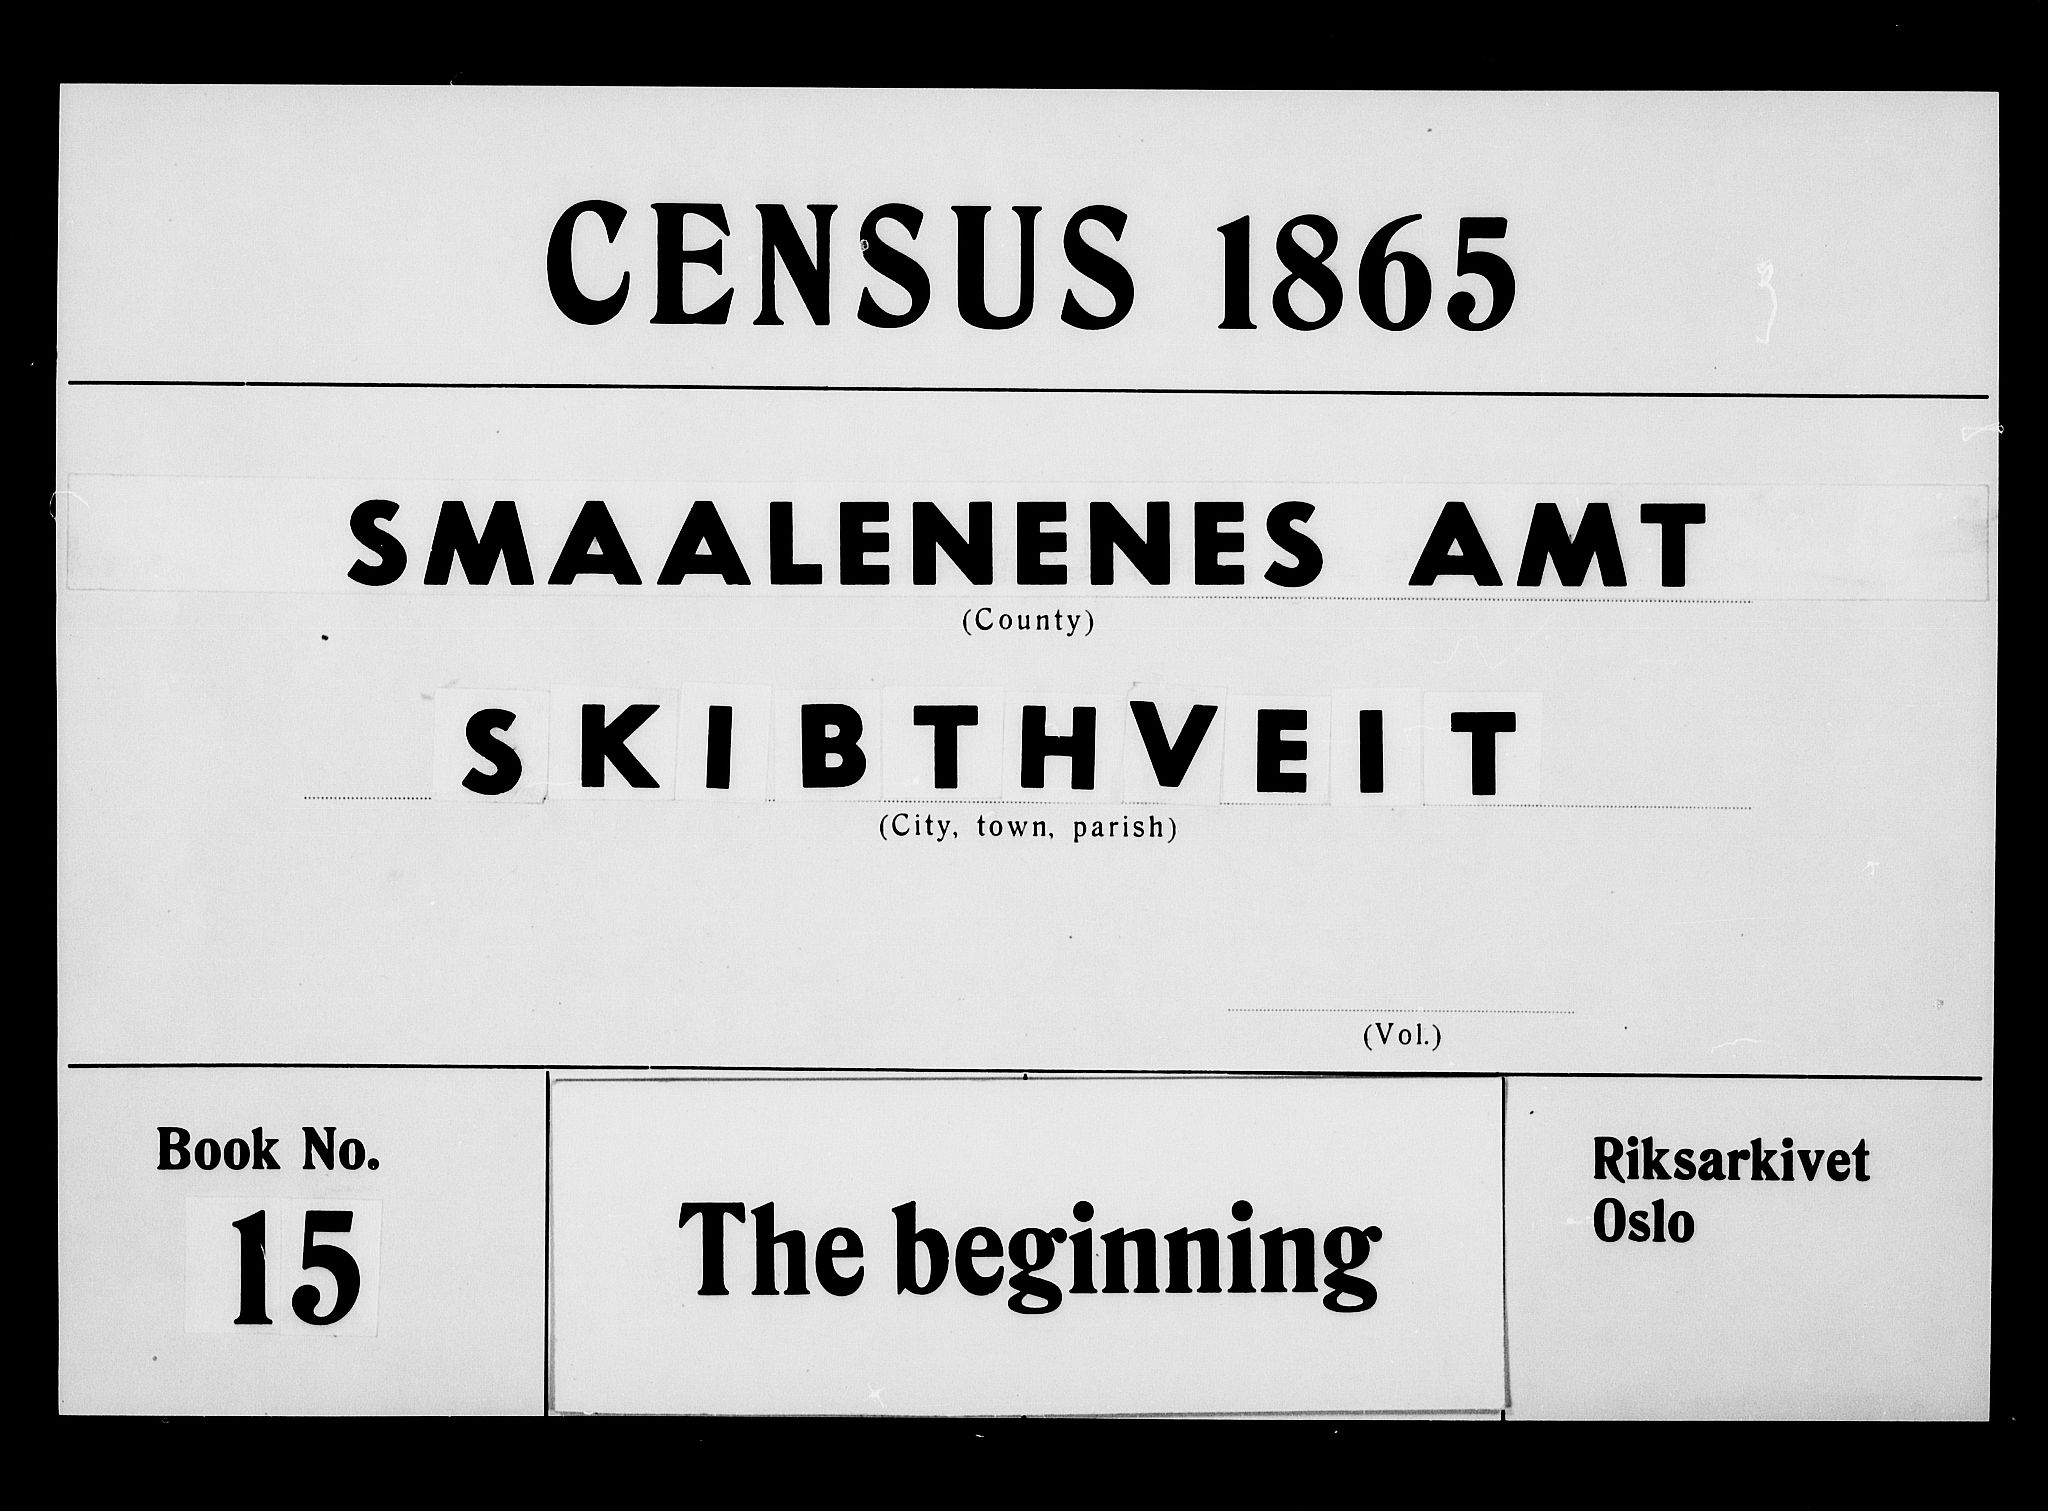 CENSUS 1865
SMAALENENES AMT
(County)
SKIBTHVEIT
(City, town, parish)
(Vol.)
Book No.
15
The beginning
Riksarkivet
Oslo